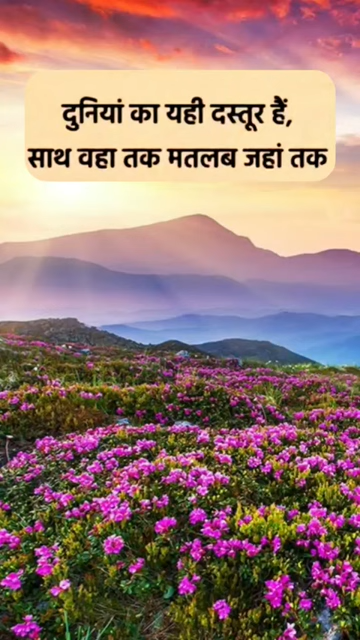 दुनियां का यही दस्तूर हैं,
साथ वहा तक मतलब जहां तक